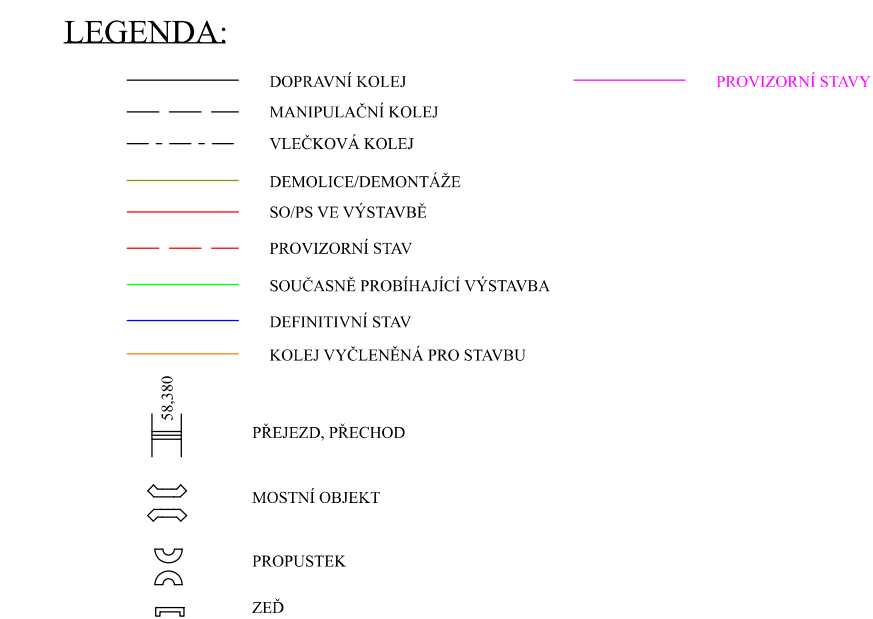 LEGENDA:
DOPRAVNÍ KOLEJ
PROVIZORNÍ STAVY
MANIPULAČNÍ KOLEJ
VLEČKOVÁ KOLEJ
DEMOLICE/DEMONTÁŽE
SO/PS VE VÝSTAVBĚ
PROVIZORNÍ STAV
SOUČASNĚ PROBÍHAJÍCÍ VÝSTAVBA
DEFINITIVNÍ STAV
KOLEJ VYČLENĚNÁ PRO STAVBU
58,380
PŘEJEZD, PŘECHOD
MOSTNÍ OBJEKT
PROPUSTEK
ZEĎ